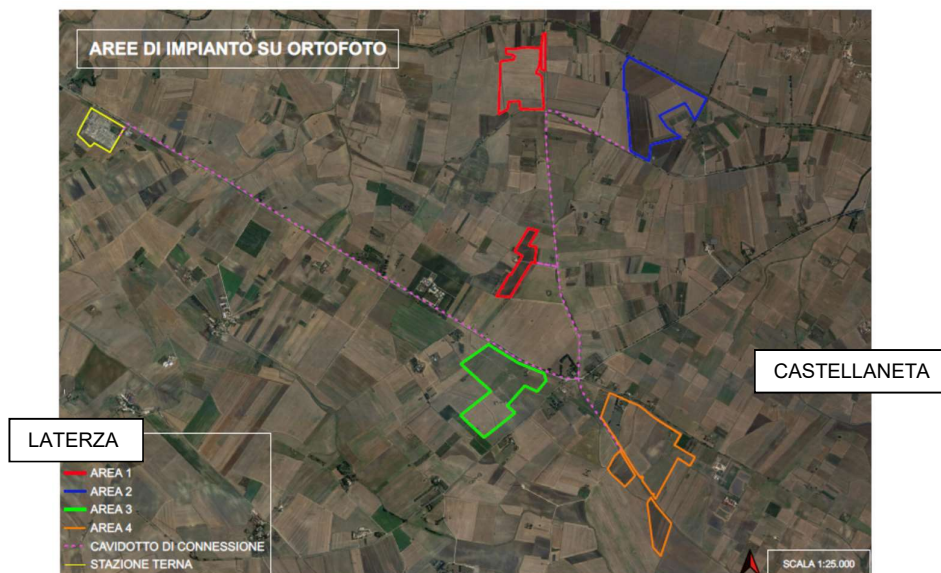 AREE DI IMPIANTO SU ORTOFOTO
CASTELLANETA
LATERZA
AREA 1
AREA 2
AREA 3
AREA 4
CAVIDOTTO DI CONNESSIONE
STAZIONE TERNA
SCALA 1:25.000